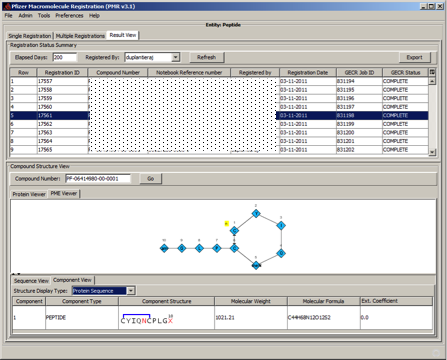 Pfizer Macromolecule Registration (PMR v3.1)
Admin Tools Preferences Help
Entity: Peptide
Single Registration Multiple Registrations Result View
Registration Status Summary
Elapsed Days: 200 Registered By: duplantieraj Refresh Export
Row Registration ID Compound Number Notebook Reference number Registered by Registration Date GECR Job ID GECR Status
1 17557 03-11-2011 831194 COMPLETE
2 17558 03-11-2011 831195 COMPLETE
3 17559 03-11-2011 831196 COMPLETE
4 17560 03-11-2011 831197 COMPLETE
5 17561 03-11-2011 831198 COMPLETE
6 17562 03-11-2011 831199 COMPLETE
7 17563 03-11-2011 831200 COMPLETE
8 17564 03-11-2011 831201 COMPLETE
9 17565 03-11-2011 831202 COMPLETE
Compound Structure View
Compound Number: PF-06414980-00-0001 Go
Protein Viewer PME Viewer
Sequence View Component View
Structure Display Type: Protein Sequence
Component Component Type Component Structure Molecular Weight Molecular Formula Ext. Coefficient
10
1 PEPTIDE CYIQNCPLGX 1021.21 C44H68N12O12S2 0.0